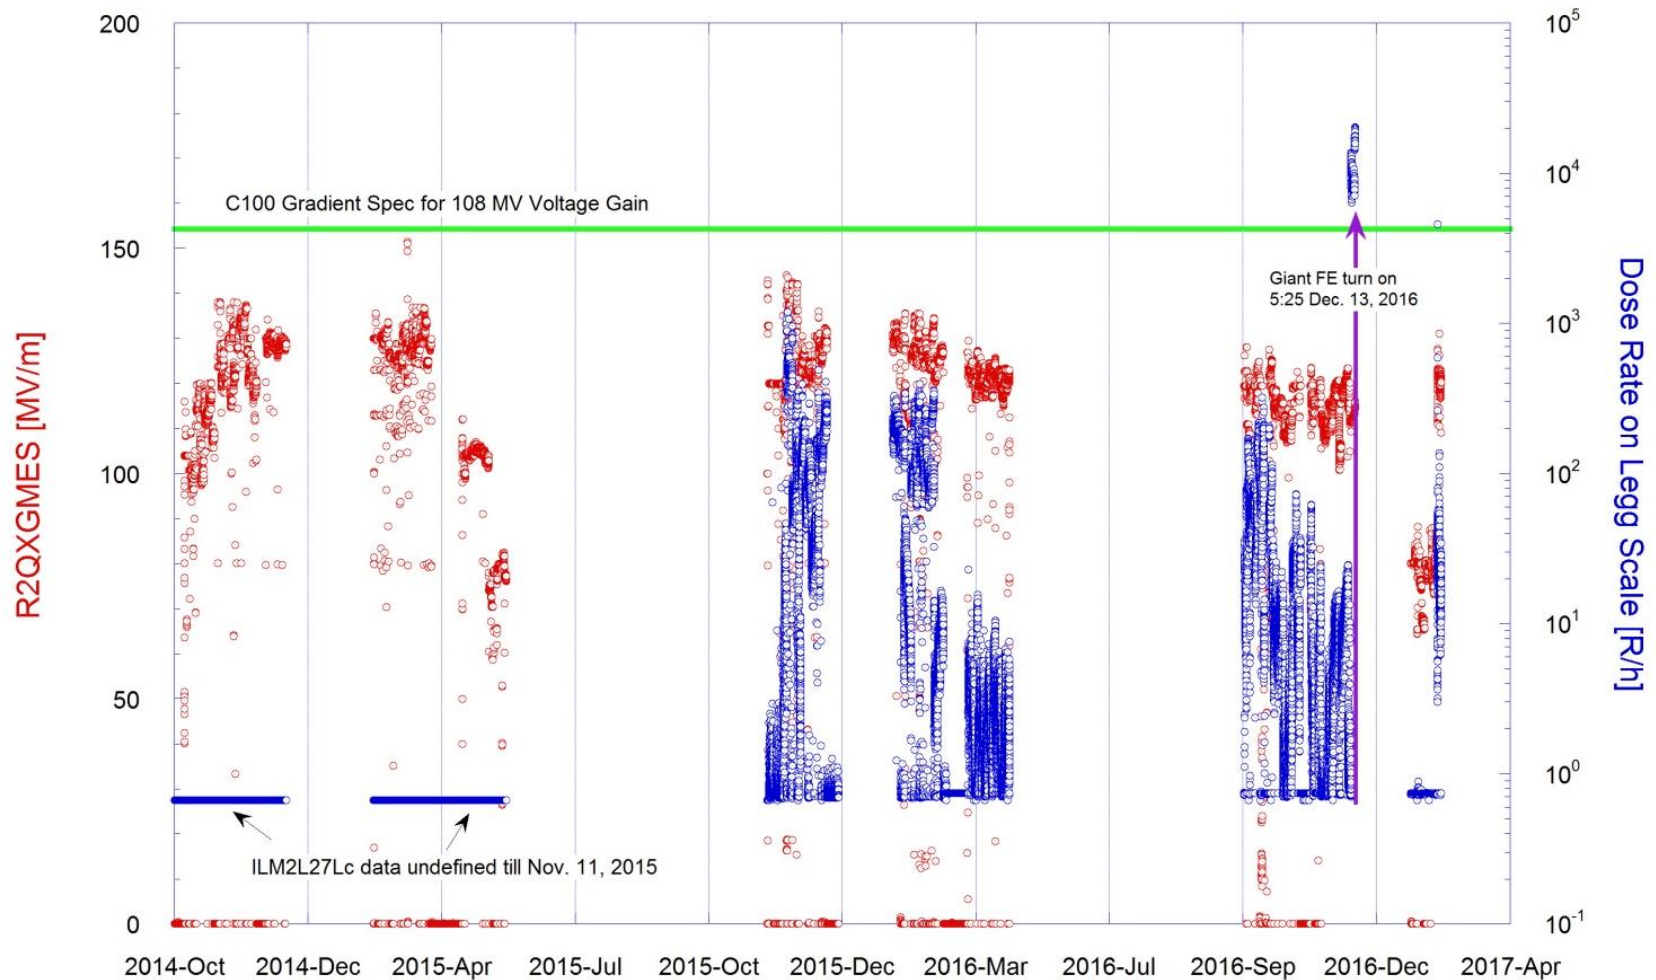 200
10^5
C100 Gradient Spec for 108 MV Voltage Gain
10^4
150
Giant FE turn on
5:25 Dec. 13, 2016
10^3
R2QXGMES [MV/m]
Dose Rate on Legg Scale [R/h]
100
10^2
10^1
50
10^0
ILM2L27Lc data undefined till Nov. 11, 2015
0
10^-1
2014-Oct 2014-Dec 2015-Apr 2015-Jul 2015-Oct 2015-Dec 2016-Mar 2016-Jul 2016-Sep 2016-Dec 2017-Apr